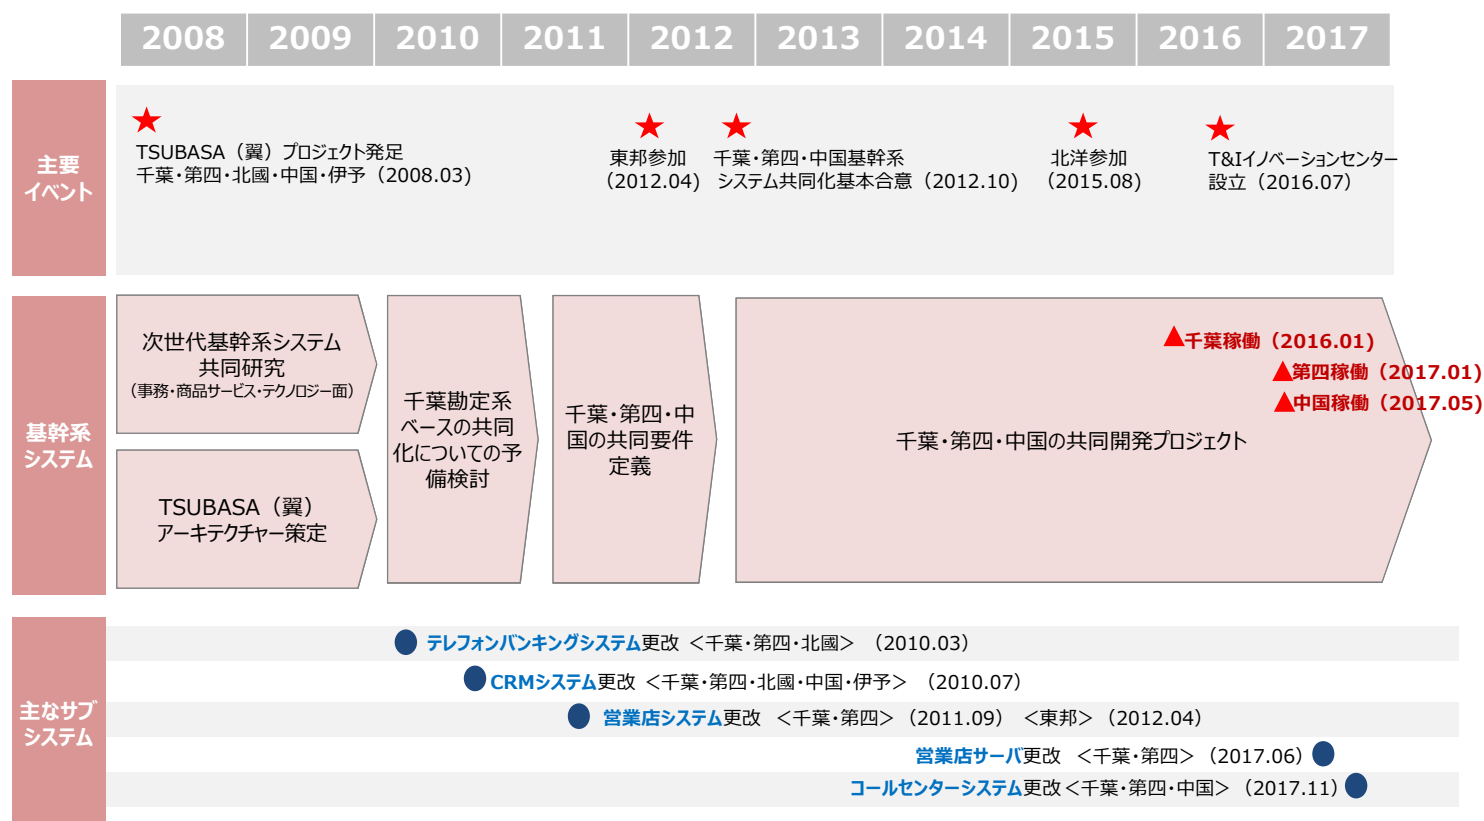 2008 2009 2010 2011 2012 2013 2014 2015 2016 2017
主要
イベント
TSUBASA（翼）プロジェクト発足
千葉・第四・北國・中国・伊予（2008.03）
東邦参加
（2012.04）
千葉・第四・中国基幹系
システム共同化基本合意（2012.10）
北洋参加
（2015.08）
T&Iイノベーションセンター
設立（2016.07）
基幹系
システム
次世代基幹系システム
共同研究
（事務・商品サービス・テクノロジー面）
TSUBASA（翼）
アーキテクチャー策定
千葉勘定系
ベースの共同
化についての予
備検討
千葉・第四・中
国の共同要件
定義
千葉・第四・中国の共同開発プロジェクト
▲千葉稼働（2016.01）
▲第四稼働（2017.01）
▲中国稼働（2017.05）
主なサブ
システム
テレフォンバンキングシステム更改 ＜千葉・第四・北國＞（2010.03）
CRMシステム更改 ＜千葉・第四・北國・中国・伊予＞（2010.07）
営業店システム更改 ＜千葉・第四＞（2011.09） ＜東邦＞（2012.04）
営業店サーバ更改 ＜千葉・第四＞（2017.06）
コールセンターシステム更改＜千葉・第四・中国＞（2017.11）